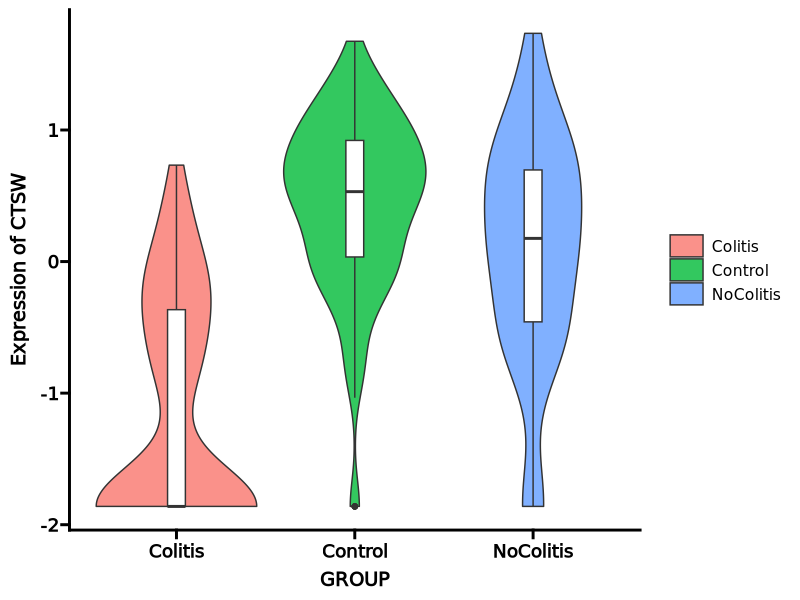 Expression of CTSW
1
0
-1
-2
Colitis Control NoColitis
GROUP
Colitis
Control
NoColitis